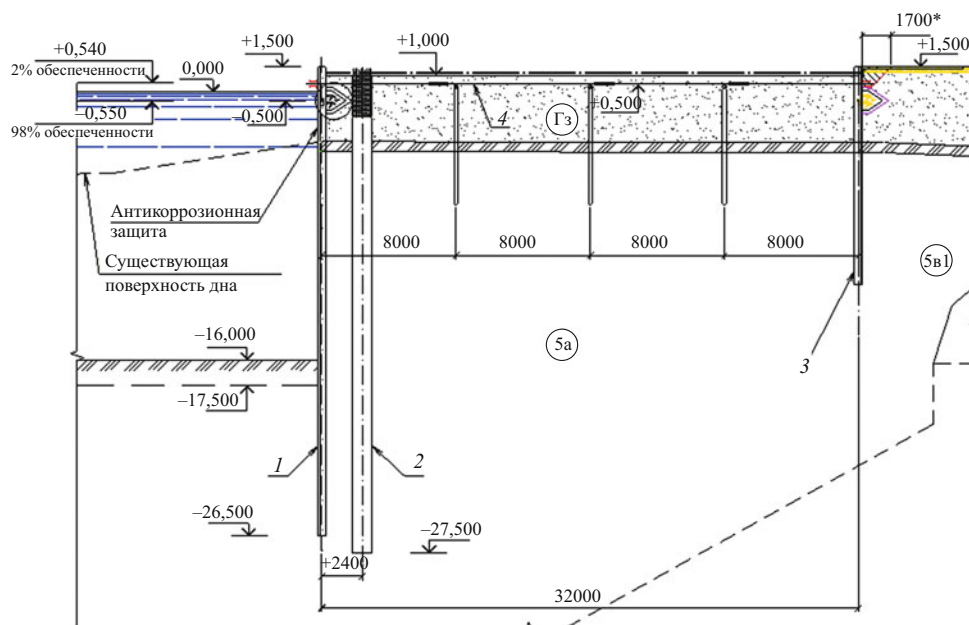 1700*
+0,540
+1,500
+1,000
+1,500
2% обеспеченности
0,000
–0,550
–0,500
+0,500
98% обеспеченности
4
Гз
Антикоррозионная
защита
8000
8000
8000
8000
Существующая
поверхность дна
5в1
–16,000
5а
3
–17,500
1
2
–26,500
–27,500
+2400
32000